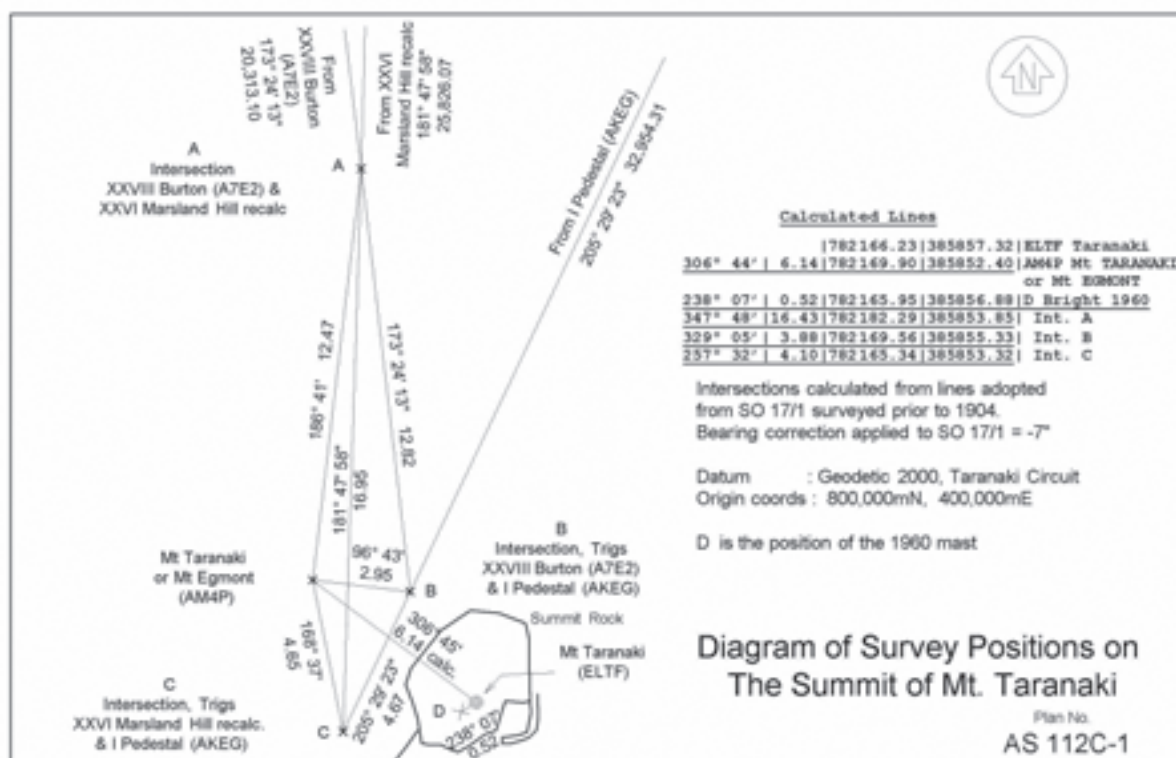 From
XXVIII Burton
(A7E2)
173° 24' 13"
20,313.10
From XXVI
Marsland Hill recalc
181° 47' 58"
25,826.07
From I Pedestal (AKEG)
205° 29' 23" 32,954.31
N
A
Intersection
XXVIII Burton (A7E2) &
XXVI Marsland Hill recalc
A
Calculated Lines
|782166.23|385857.32|ELTF Taranaki
306° 44'| 6.14|782169.90|385852.40|AM4P Mt TARANAKI
or Mt EGMONT
238° 07'| 0.52|782165.95|385856.88|D Bright 1960
347° 48'|16.43|782182.29|385853.85| Int. A
329° 05'| 3.88|782169.56|385855.33| Int. B
257° 32'| 4.10|782165.34|385853.32| Int. C
186° 41' 12.47
181° 47' 58"
16.95
173° 24' 13" 12.82
Intersections calculated from lines adopted
from SO 17/1 surveyed prior to 1904.
Bearing correction applied to SO 17/1 = -7"
Datum : Geodetic 2000, Taranaki Circuit
Origin coords : 800,000mN, 400,000mE
D is the position of the 1960 mast
Mt Taranaki
or Mt Egmont
(AM4P)
96° 43'
2.95
B
B
Intersection, Trigs
XXVIII Burton (A7E2)
& I Pedestal (AKEG)
168° 37'
4.65
306° 45'
6.14 calc.
Summit Rock
Mt Taranaki
(ELTF)
205° 29' 23"
4.67
D
238° 07'
0.52
C
Intersection, Trigs
XXVI Marsland Hill recalc.
& I Pedestal (AKEG)
C
Diagram of Survey Positions on
The Summit of Mt. Taranaki
Plan No.
AS 112C-1